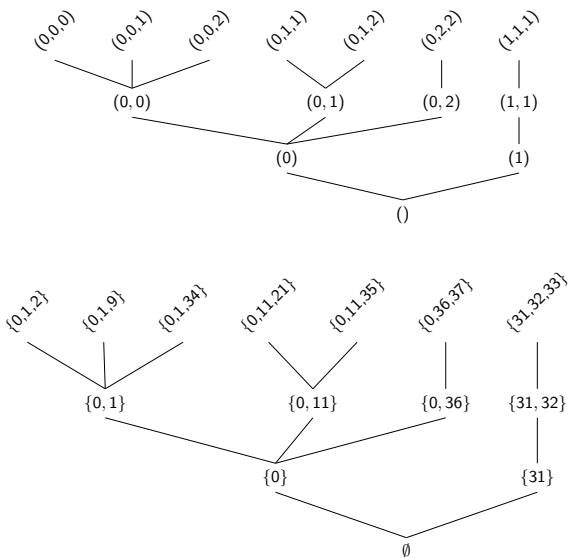 (0,0,0) (0,0,1) (0,0,2) (0,1,1) (0,1,2) (0,2,2) (1,1,1)
(0, 0) (0, 1) (0, 2) (1, 1)
(0) (1)
()
{0,1,2} {0,1,9} {0,1,34} {0,11,21} {0,11,35} {0,36,37} {31,32,33}
{0, 1} {0, 11} {0, 36} {31, 32}
{0} {31}
∅